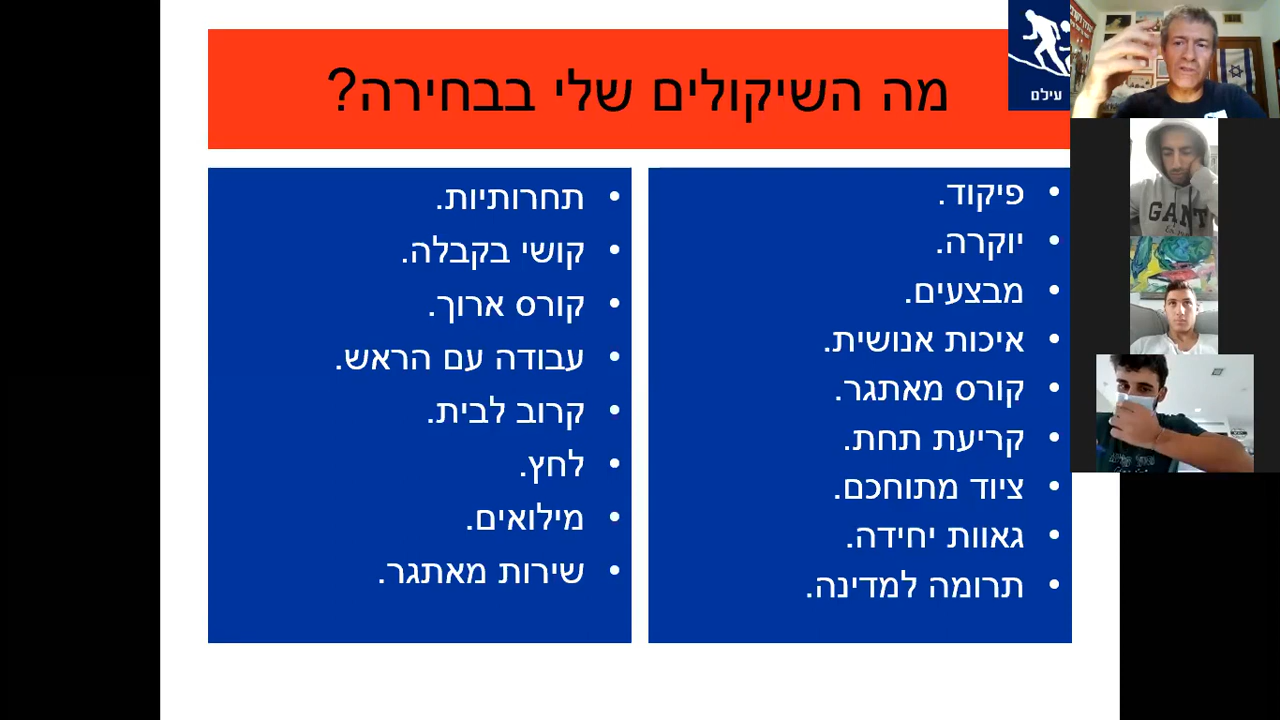 מה השיקולים שלי בבחירה?
עילם
פיקוד.
יוקרה.
מבצעים.
איכות אנושית.
קורס מאתגר.
קריעת תחת.
ציוד מתוחכם.
גאוות יחידה.
תרומה למדינה.
תחרותיות.
קושי בקבלה.
קורס ארוך.
עבודה עם הראש.
קרוב לבית.
לחץ.
מילואים.
שירות מאתגר.
GANT